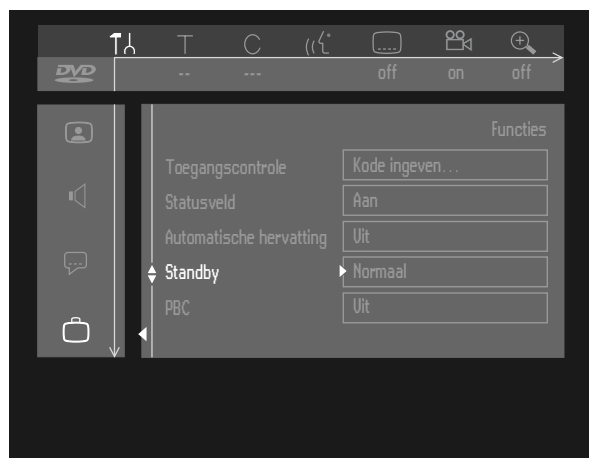 T C
DVD -- --- off on off
Functies
Toegangscontrole Kode ingeven...
Statusveld Aan
Automatische hervatting Uit
Standby Normaal
PBC Uit